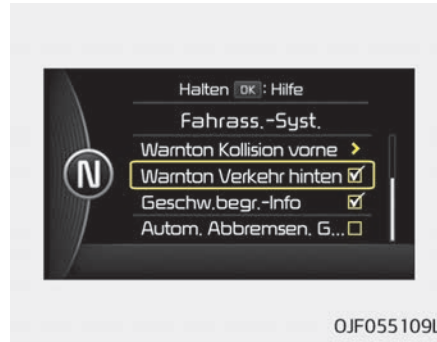 Halten OK : Hilfe
Fahrass.-Syst.
Warnton Kollision vorne >
N
Warnton Verkehr hinten
Geschw.begr.-Info
Autom. Abbremsen. G...
OJF055109L